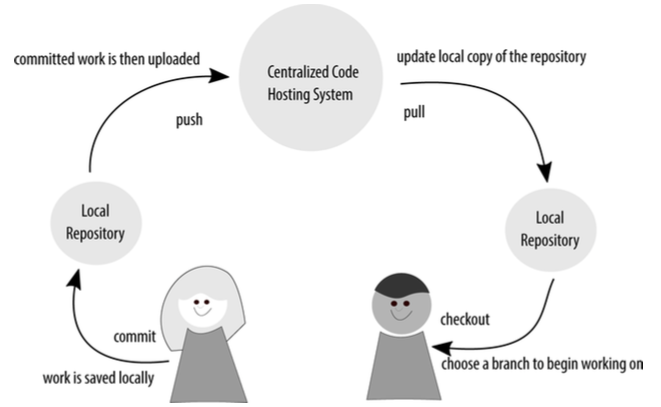 committed work is then uploaded
push
Centralized Code
Hosting System
update local copy of the repository
pull
Local
Repository
Local
Repository
commit
work is saved locally
checkout
choose a branch to begin working on